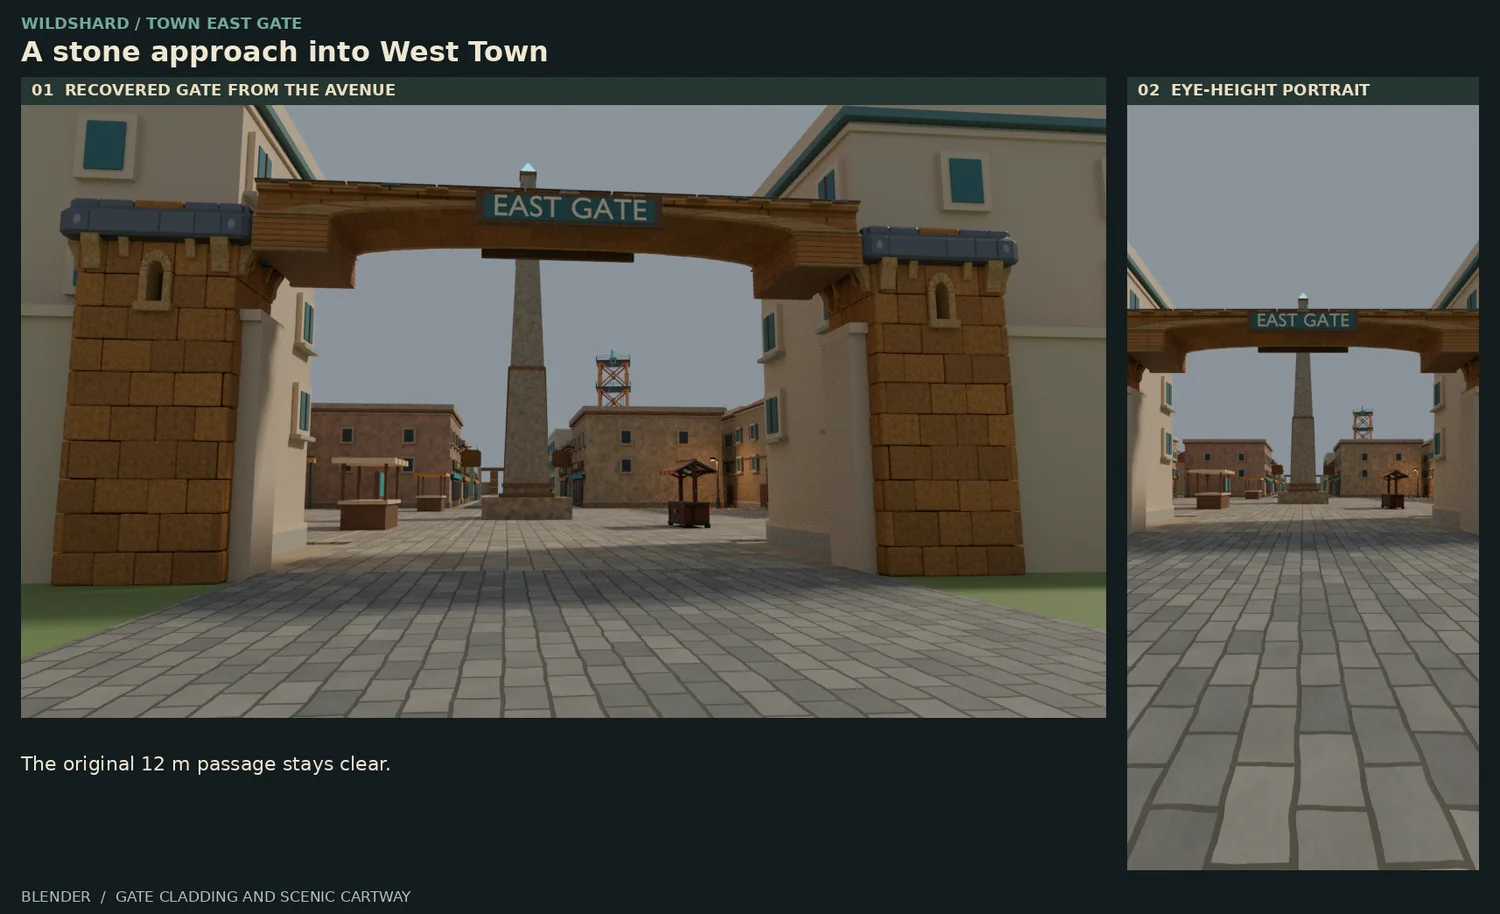 WILDSHARD / TOWN EAST GATE
A stone approach into West Town
01 RECOVERED GATE FROM THE AVENUE
EAST GATE
02 EYE-HEIGHT PORTRAIT
EAST GATE
The original 12 m passage stays clear.
BLENDER / GATE CLADDING AND SCENIC CARTWAY